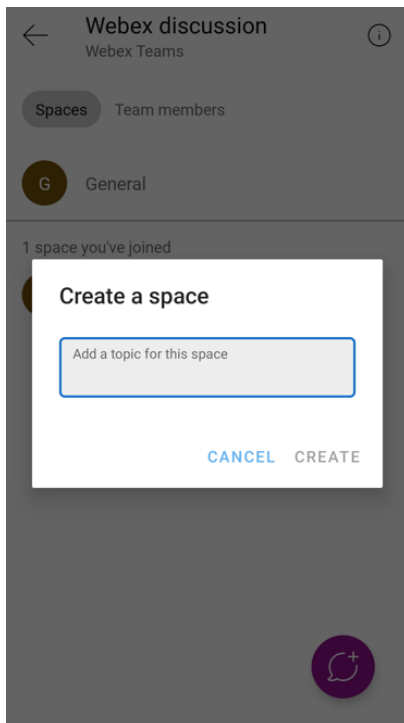 Webex discussion
Webex Teams
Spaces Team members
G General
1 space you've joined
Create a space
Add a topic for this space
CANCEL CREATE